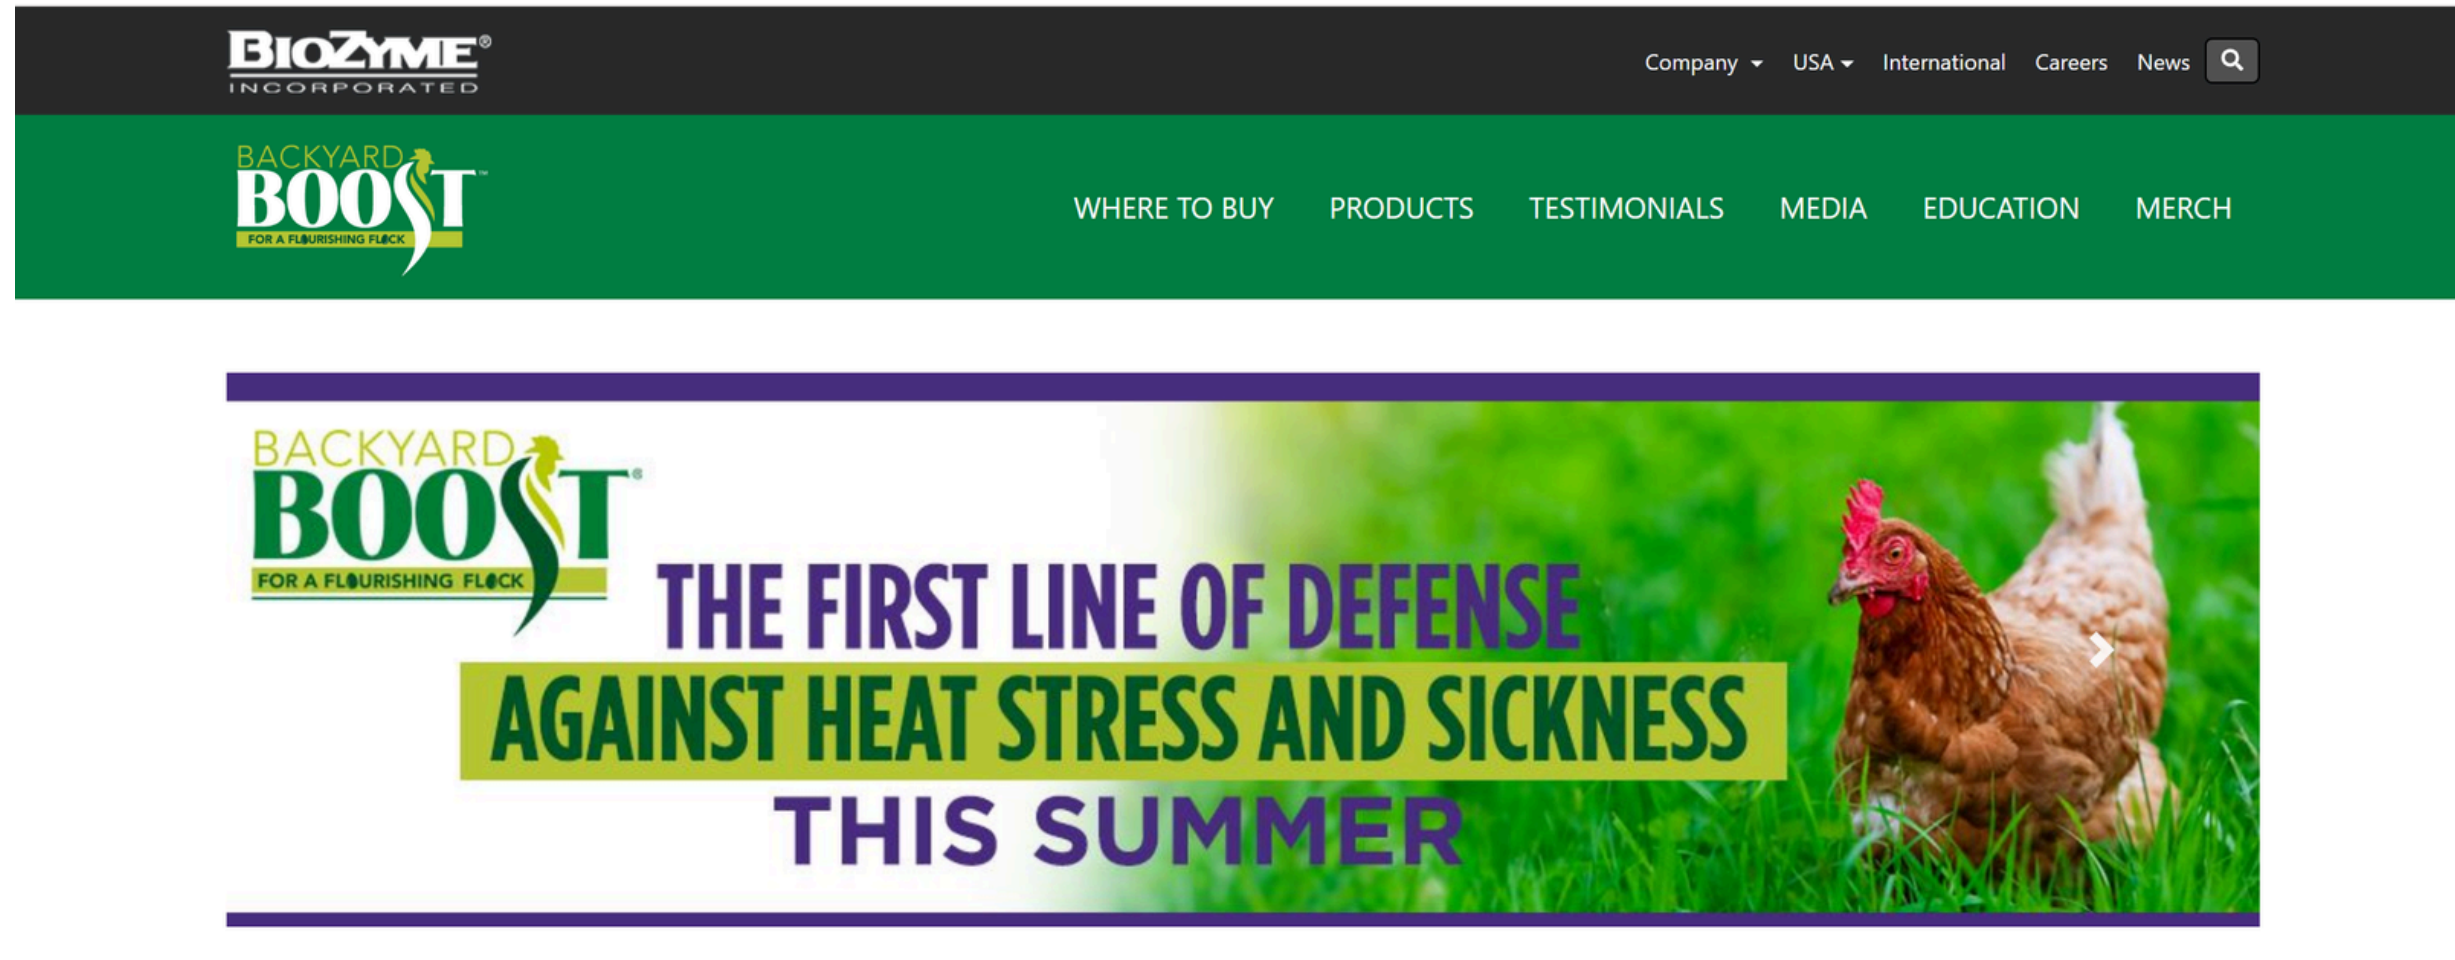 BIOZYME®
INCORPORATED
Company USA International Careers News
BACKYARD
BOOST™
FOR A FLOURISHING FLOCK
WHERE TO BUY PRODUCTS TESTIMONIALS MEDIA EDUCATION MERCH
BACKYARD
BOOST®
FOR A FLOURISHING FLOCK
THE FIRST LINE OF DEFENSE
AGAINST HEAT STRESS AND SICKNESS
THIS SUMMER